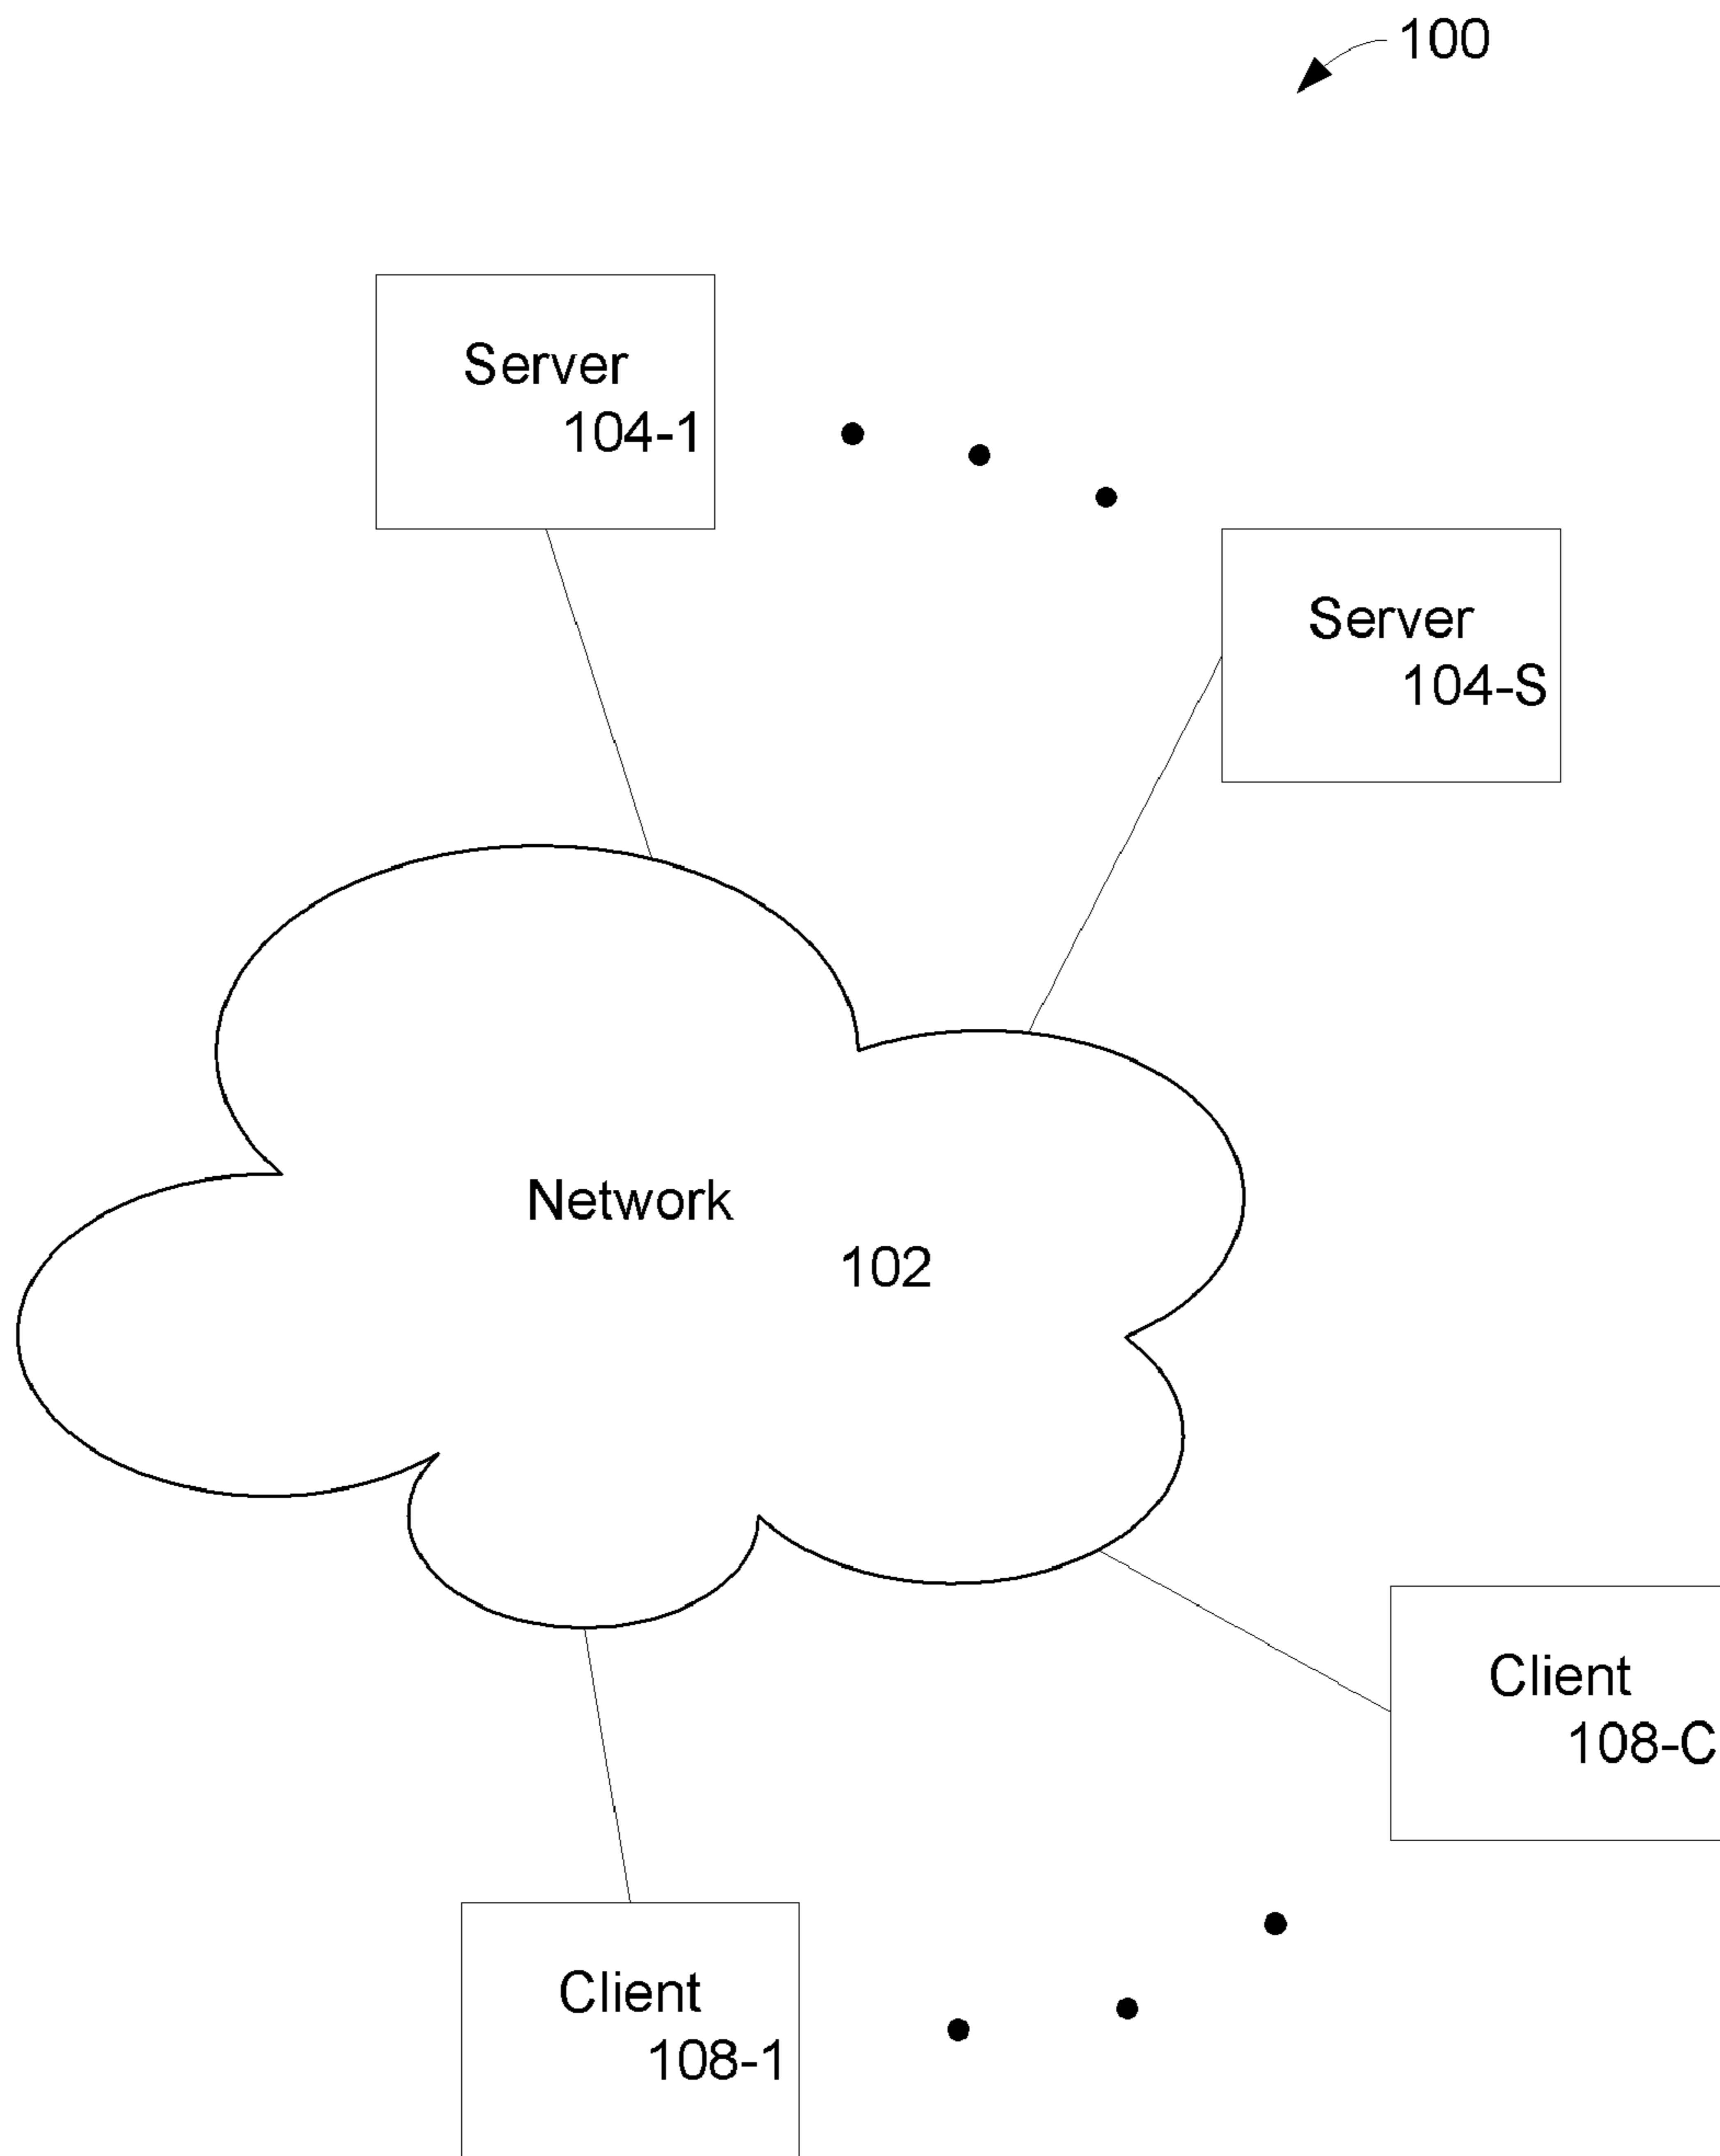 100
Server
104-1
Server
104-S
Network
102
Client
108-C
Client
108-1